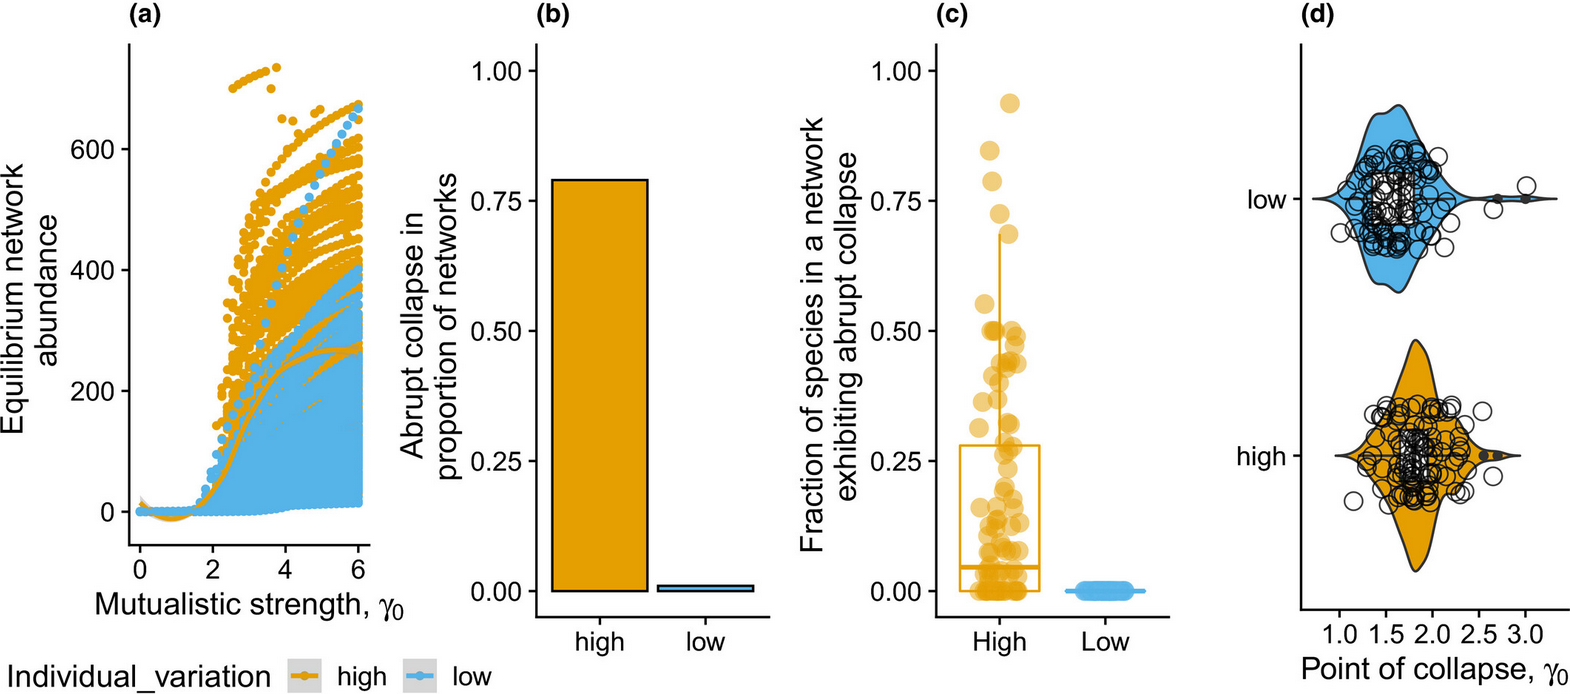 (a)
600
400
200
0
0 2 4 6
Equilibrium network
abundance
Mutualistic strength, γ0
(b)
1.00
0.75
0.50
0.25
0.00
high low
Abrupt collapse in
proportion of networks
(c)
1.00
0.75
0.50
0.25
0.00
High Low
Fraction of species in a network
exhibiting abrupt collapse
(d)
low
high
1.0 1.5 2.0 2.5 3.0
Point of collapse, γ0
Individual_variation high low